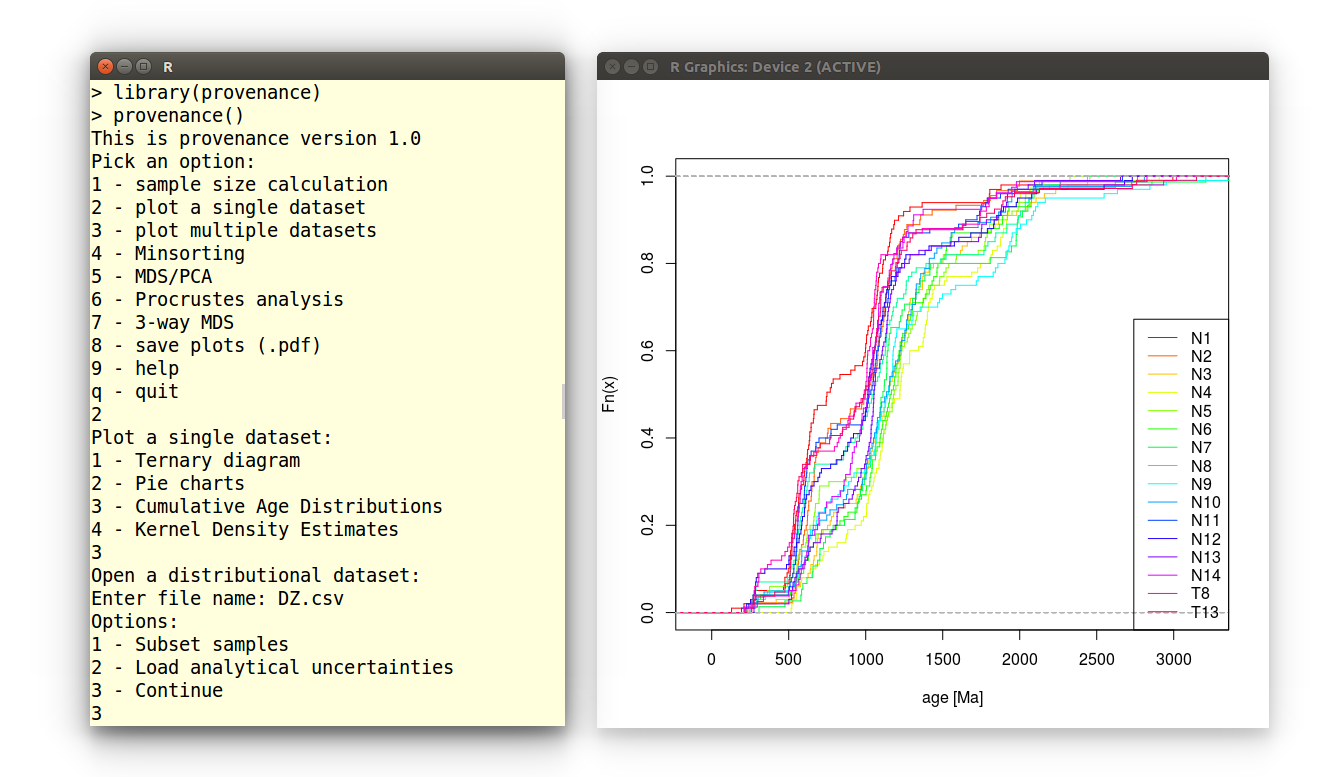 R
> library(provenance)
> provenance()
This is provenance version 1.0
Pick an option:
1 - sample size calculation
2 - plot a single dataset
3 - plot multiple datasets
4 - Minsorting
5 - MDS/PCA
6 - Procrustes analysis
7 - 3-way MDS
8 - save plots (.pdf)
9 - help
q - quit
2
Plot a single dataset:
1 - Ternary diagram
2 - Pie charts
3 - Cumulative Age Distributions
4 - Kernel Density Estimates
3
Open a distributional dataset:
Enter file name: DZ.csv
Options:
1 - Subset samples
2 - Load analytical uncertainties
3 - Continue
3
R Graphics: Device 2 (ACTIVE)
Fn(x)
1.0
0.8
0.6
0.4
0.2
0.0
N1
N2
N3
N4
N5
N6
N7
N8
N9
N10
N11
N12
N13
N14
T8
T13
0 500 1000 1500 2000 2500 3000
age [Ma]